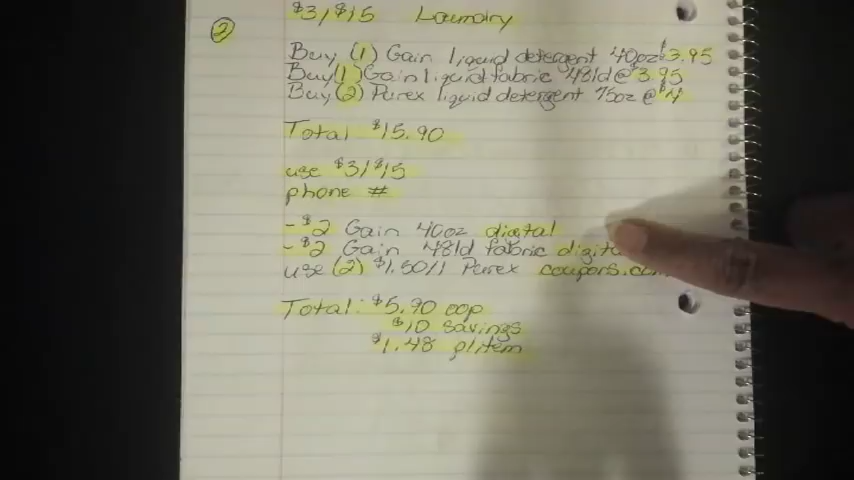 $3/$15 Laundry
② Buy (1) Gain liquid detergent 40oz $3.95
Buy (1) Gain liquid fabric 48ld @ $3.95
Buy (2) Purex liquid detergent 75oz @ $4
Total $15.90
use $3/$15
phone #
- $2 Gain 40oz digital
- $2 Gain 48ld fabric
use (2) $1.50/1 Purex
Total: $5.90 oop
$10 savings
$1.48 p/item